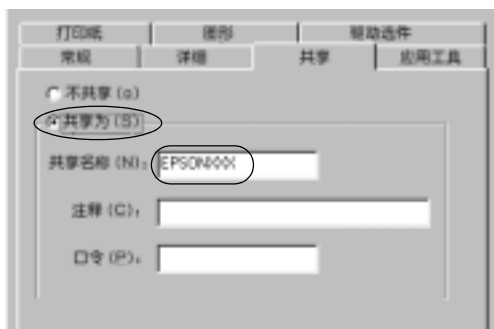 打印纸 图形 驱动选件
常规 详细 共享 应用工具
不共享 (o)
共享为 (S)
共享名称 (N): EPSONXXX
注释 (C):
口令 (P):